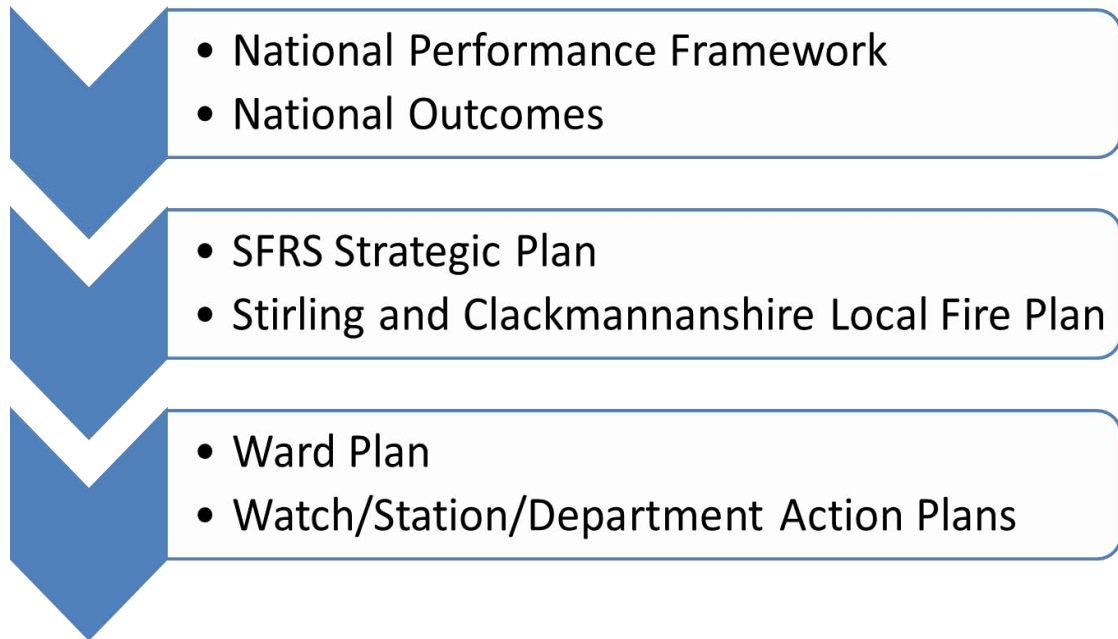 • National Performance Framework
• National Outcomes
• SFRS Strategic Plan
• Stirling and Clackmannanshire Local Fire Plan
• Ward Plan
• Watch/Station/Department Action Plans